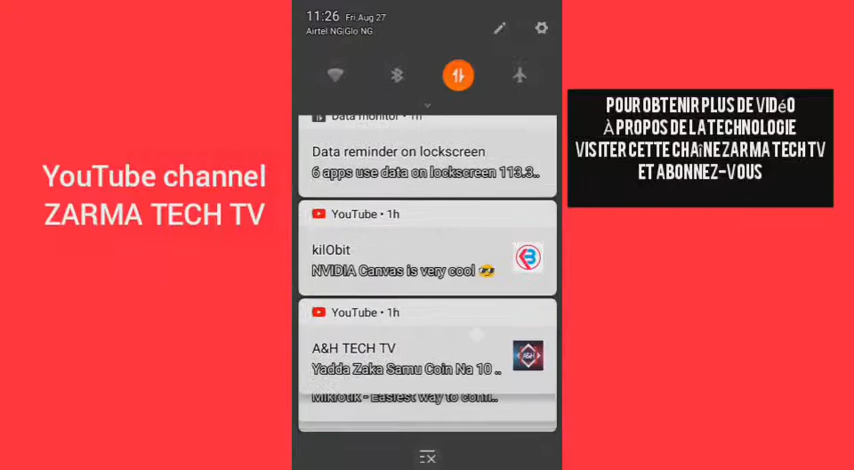 11:26 Fri.Aug 27
Airtel NG|Glo NG
Data monitor • 1h
Data reminder on lockscreen
6 apps use data on lockscreen 113.3..
YouTube • 1h
kilObit
NVIDIA Canvas is very cool 😎
YouTube • 1h
A&H TECH TV
A&H
Yadda Zaka Samu Coin Na 10 ..
Mikrotik - Easiest way to confi..
YouTube channel
ZARMA TECH TV
POUR OBTENIR PLUS DE VIDéO
À PROPOS DE LA TECHNOLOGIE
VISITER CETTE CHAîNE ZARMA TECH TV
ET ABONNEZ-VOUS